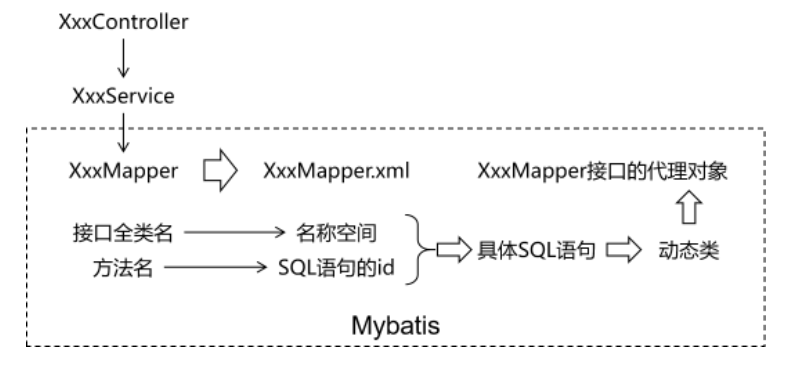 XxxController
XxxService
XxxMapper XxxMapper.xml XxxMapper接口的代理对象
接口全类名 名称空间
具体SQL语句 动态类
方法名 SQL语句的id
Mybatis